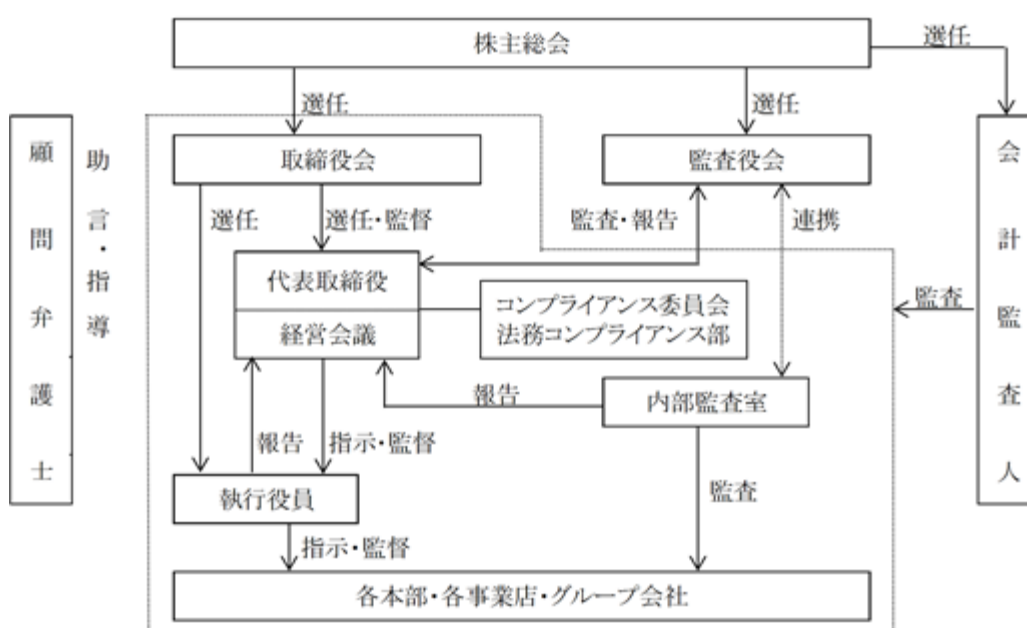 株主総会
選任
選任
選任
顧問弁護士
助言・指導
取締役会
監査役会
会計監査人
選任
選任・監督
監査・報告
連携
代表取締役
経営会議
コンプライアンス委員会
法務コンプライアンス部
監査
報告
内部監査室
報告
指示・監督
執行役員
監査
指示・監督
各本部・各事業店・グループ会社